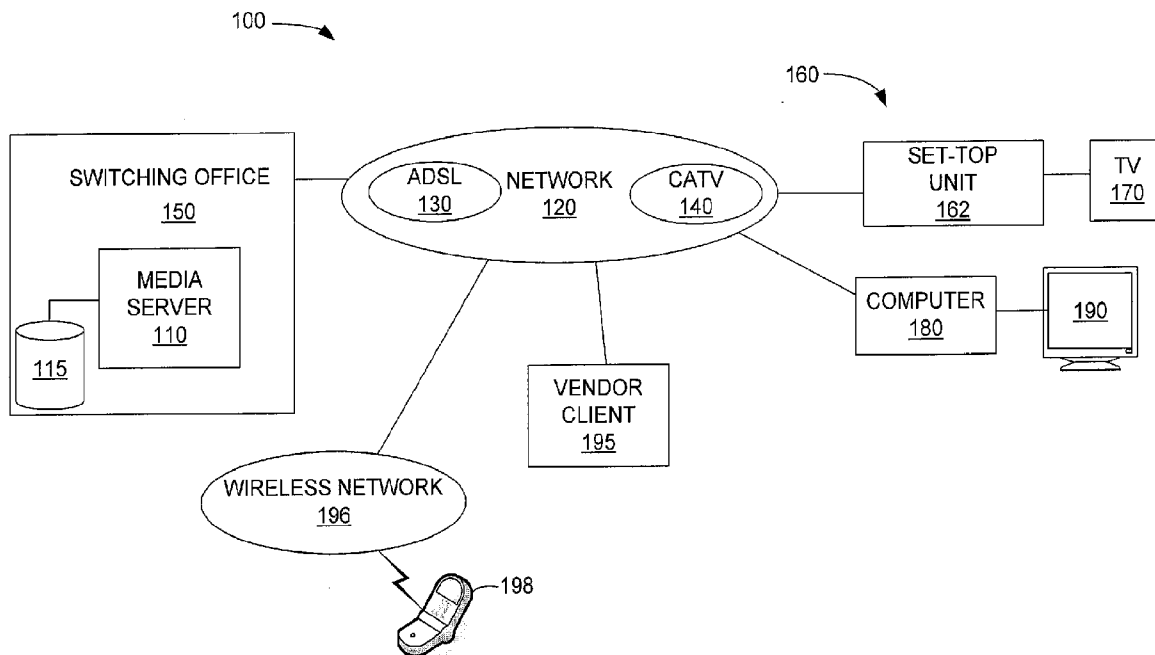 100
160
SWITCHING OFFICE
150
MEDIA
SERVER
110
115
ADSL
130
NETWORK
120
CATV
140
SET-TOP
UNIT
162
TV
170
COMPUTER
180
190
VENDOR
CLIENT
195
WIRELESS NETWORK
196
198